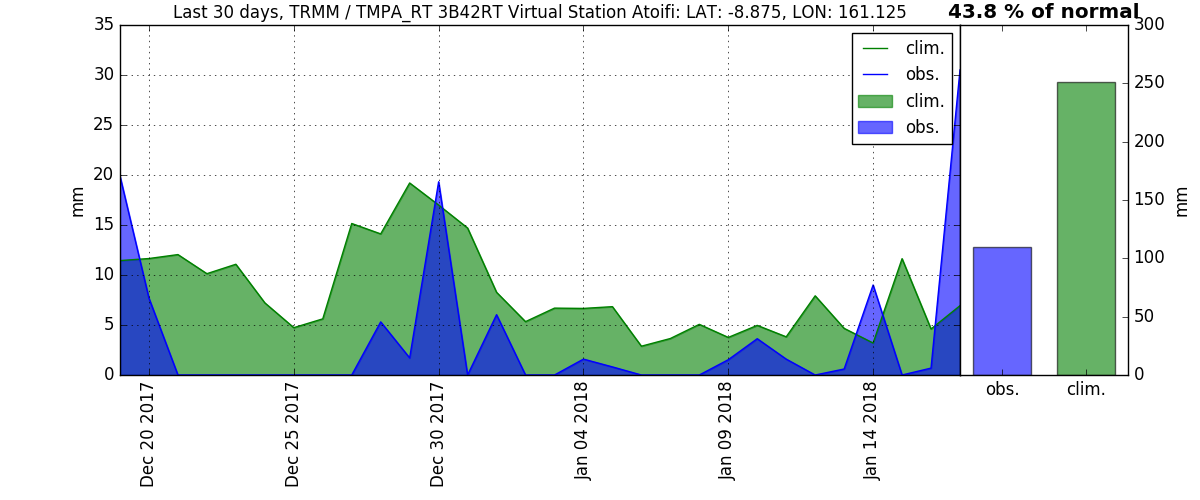 Last 30 days, TRMM / TMPA_RT 3B42RT Virtual Station Atoifi: LAT: -8.875, LON: 161.125
43.8 % of normal
35
30
25
20
15
10
5
0
mm
clim.
obs.
clim.
obs.
Dec 20 2017
Dec 25 2017
Dec 30 2017
Jan 04 2018
Jan 09 2018
Jan 14 2018
300
250
200
150
100
50
0
mm
obs.
clim.